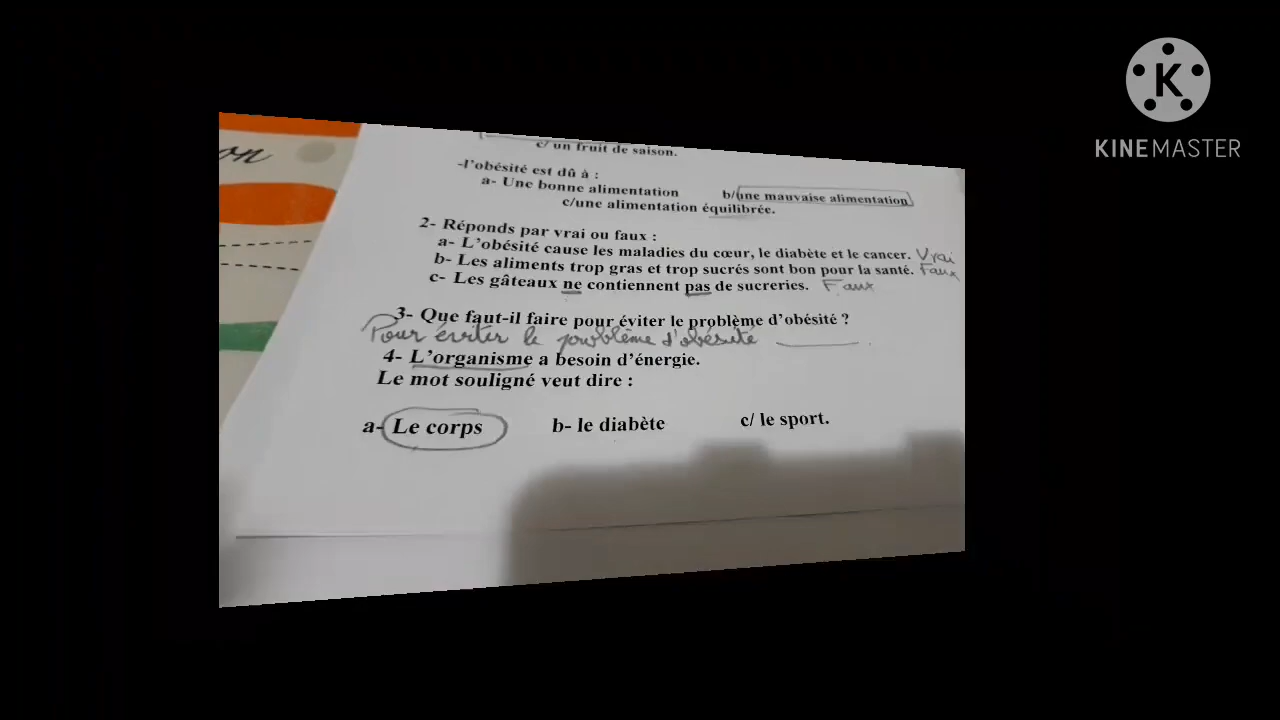 on
c/ un fruit de saison.
-l'obésité est dû à :
a- Une bonne alimentation b/une mauvaise alimentation
c/une alimentation équilibrée.
2- Réponds par vrai ou faux :
a- L'obésité cause les maladies du cœur, le diabète et le cancer. Vrai
b- Les aliments trop gras et trop sucrés sont bon pour la santé. Faux
c- Les gâteaux ne contiennent pas de sucreries. Faux
3- Que faut-il faire pour éviter le problème d'obésité ?
Pour éviter le problème d'obésité ______ .
4- L'organisme a besoin d'énergie.
Le mot souligné veut dire :
a- Le corps b- le diabète c/ le sport.
K
KINEMASTER